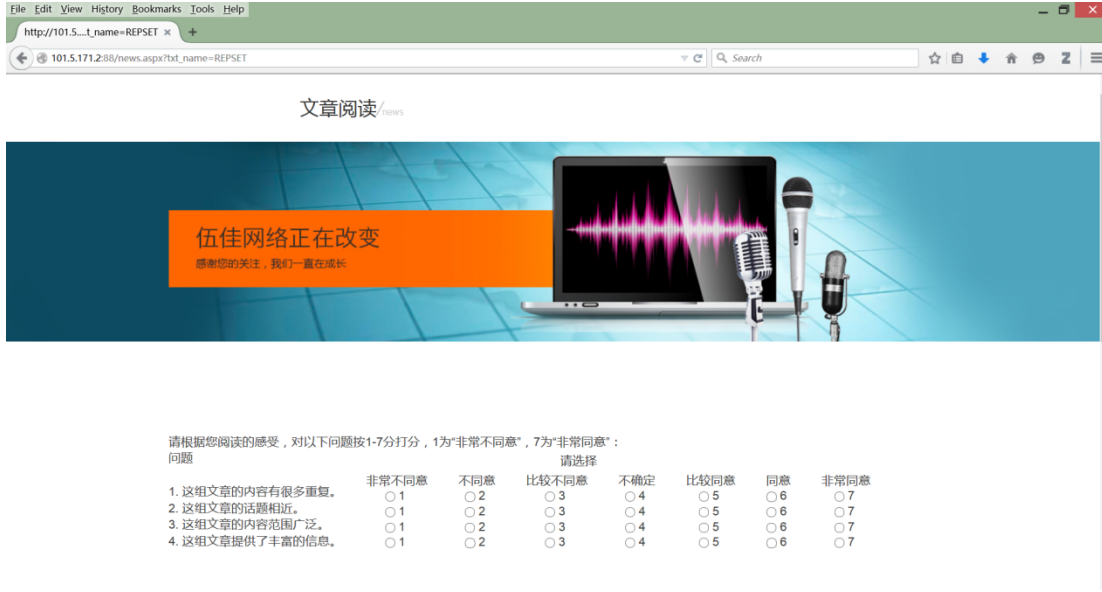 File Edit View History Bookmarks Tools Help
http://101.5....t_name=REPSET × +
101.5.171.2:88/news.aspx?txt_name=REPSET Search
文章阅读/news
伍佳网络正在改变
感谢您的关注，我们一直在成长
请根据您阅读的感受，对以下问题按1-7分打分，1为“非常不同意”，7为“非常同意”：
问题 请选择
非常不同意 不同意 比较不同意 不确定 比较同意 同意 非常同意
1. 这组文章的内容有很多重复。 1 2 3 4 5 6 7
2. 这组文章的话题相近。 1 2 3 4 5 6 7
3. 这组文章的内容范围广泛。 1 2 3 4 5 6 7
4. 这组文章提供了丰富的信息。 1 2 3 4 5 6 7